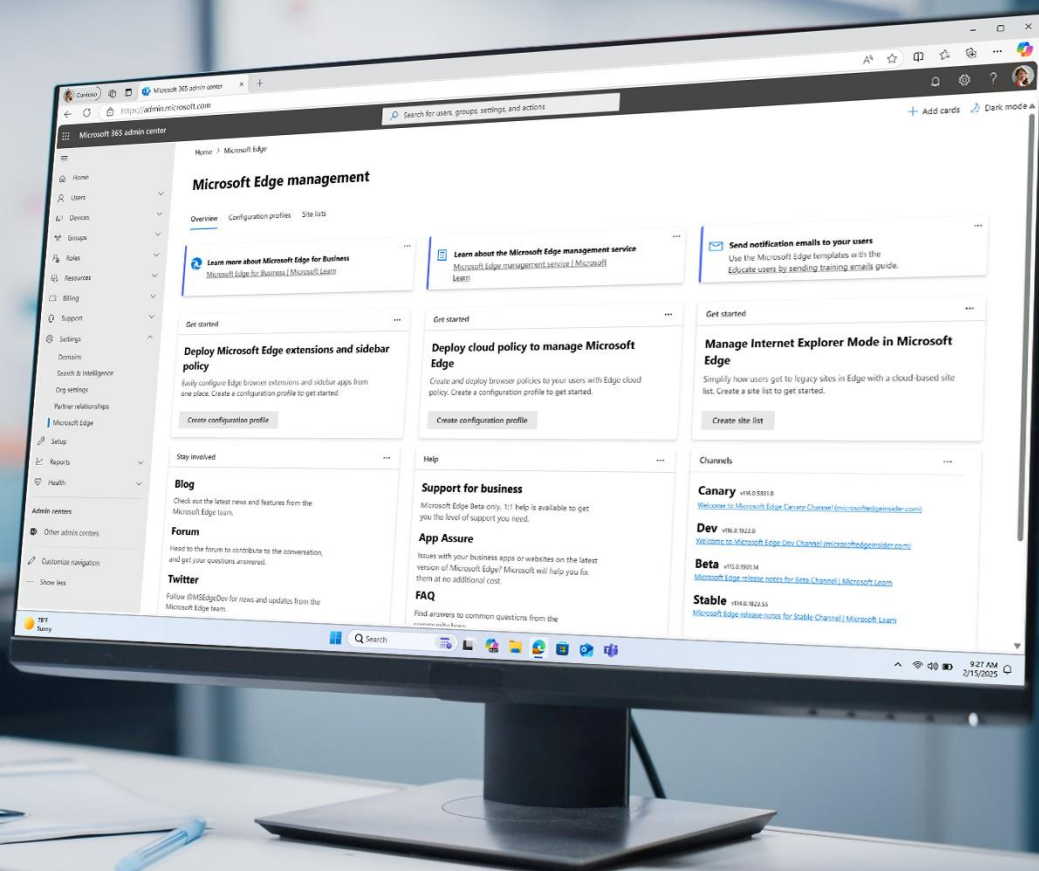 Contoso
Microsoft 365 admin center
https://admin.microsoft.com
Microsoft 365 admin center
Search for users, groups, settings, and actions
Add cards
Dark mode
Home
Users
Devices
Groups
Roles
Resources
Billing
Support
Settings
Domains
Search & Intelligence
Org settings
Partner relationships
Microsoft Edge
Setup
Reports
Health
Admin centers
Other admin centers
Customize navigation
Show less
Home > Microsoft Edge
Microsoft Edge management
Overview Configuration profiles Site lists
Learn more about Microsoft Edge for Business
Microsoft Edge for Business | Microsoft Learn
Learn about the Microsoft Edge management service
Microsoft Edge management service | Microsoft
Learn
Send notification emails to your users
Use the Microsoft Edge templates with the
Educate users by sending training emails guide.
Get started
Deploy Microsoft Edge extensions and sidebar
policy
Easily configure Edge browser extensions and sidebar apps from
one place. Create a configuration profile to get started.
Create configuration profile
Get started
Deploy cloud policy to manage Microsoft
Edge
Create and deploy browser policies to your users with Edge cloud
policy. Create a configuration profile to get started.
Create configuration profile
Get started
Manage Internet Explorer Mode in Microsoft
Edge
Simplify how users get to legacy sites in Edge with a cloud-based site
list. Create a site list to get started.
Create site list
Stay involved
Blog
Check out the latest news and features from the
Microsoft Edge team.
Forum
Head to the forum to contribute to the conversation,
and get your questions answered.
Twitter
Follow @MSEdgeDev for news and updates from the
Microsoft Edge team.
Help
Support for business
Microsoft Edge Beta only. 1:1 help is available to get
you the level of support you need.
App Assure
Issues with your business apps or websites on the latest
version of Microsoft Edge? Microsoft will help you fix
them at no additional cost.
FAQ
Find answers to common questions from the
Channels
Canary v116.0.5831.0
Welcome to Microsoft Edge Canary Channel (microsoftedgeinsider.com)
Dev v116.0.1923.0
Welcome to Microsoft Edge Dev Channel (microsoftedgeinsider.com)
Beta v115.0.1901.14
Microsoft Edge release notes for Beta Channel | Microsoft Learn
Stable v114.0.1823.55
Microsoft Edge release notes for Stable Channel | Microsoft Learn
78°F
Sunny
Search
9:27 AM
2/15/2025